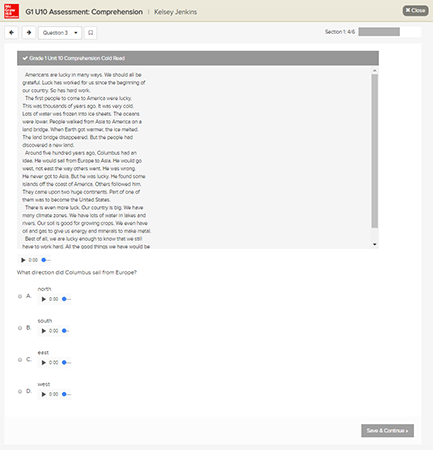 Mc
Graw
Hill
Education
G1 U10 Assessment: Comprehension | Kelsey Jenkins
Close
Question 3
Section 1: 4/6
Grade 1 Unit 10 Comprehension Cold Read
Americans are lucky in many ways. We should all be
grateful. Luck has worked for us since the beginning of
our country. So has hard work.
The first people to come to America were lucky.
This was thousands of years ago. It was very cold.
Lots of water was frozen into ice sheets. The oceans
were lower. People walked from Asia to America on a
land bridge. When Earth got warmer, the ice melted.
The land bridge disappeared. But the people had
discovered a new land.
Around five hundred years ago, Columbus had an
idea. He would sail from Europe to Asia. He would go
west, not east the way others went. He was wrong.
He never got to Asia. But he was lucky. He found some
islands off the coast of America. Others followed him.
They came upon two huge continents. Part of one of
them was to become the United States.
There is even more luck. Our country is big. We have
many climate zones. We have lots of water in lakes and
rivers. Our soil is good for growing crops. We even have
oil and gas to give us energy and minerals to make metal.
Best of all, we are lucky enough to know that we still
have to work hard. All the good things we have would be
0:00
What direction did Columbus sail from Europe?
north
A. 0:00
south
B. 0:00
east
C. 0:00
west
D. 0:00
Save & Continue »